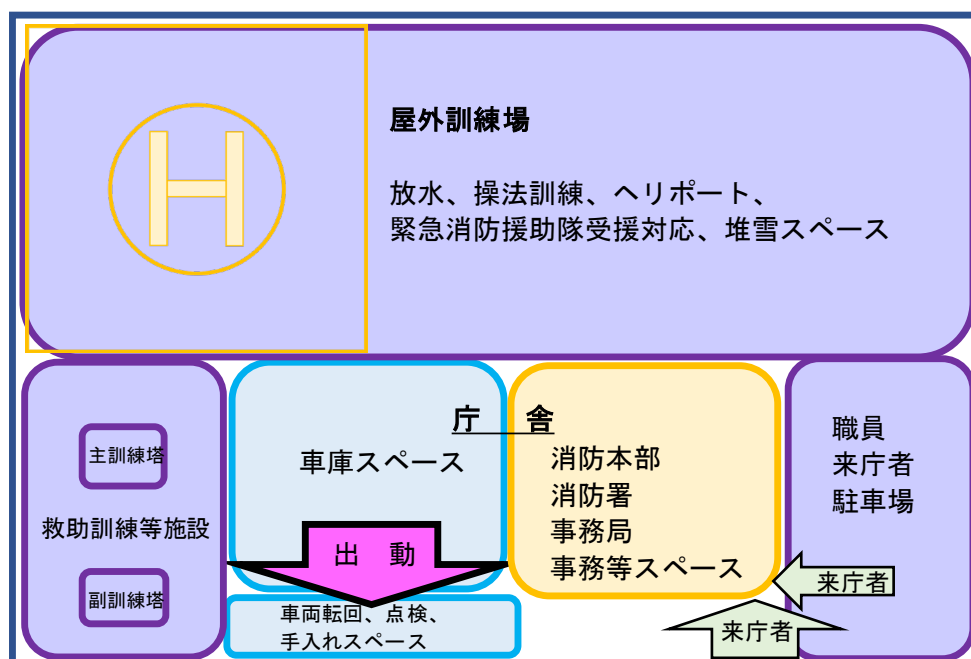 H
屋外訓練場
放水、操法訓練、ヘリポート、
緊急消防援助隊受援対応、堆雪スペース
庁　舎
主訓練塔
救助訓練等施設
副訓練塔
車庫スペース
出　動
車両転回、点検、
手入れスペース
消防本部
消防署
事務局
事務等スペース
職員
来庁者
駐車場
来庁者
来庁者